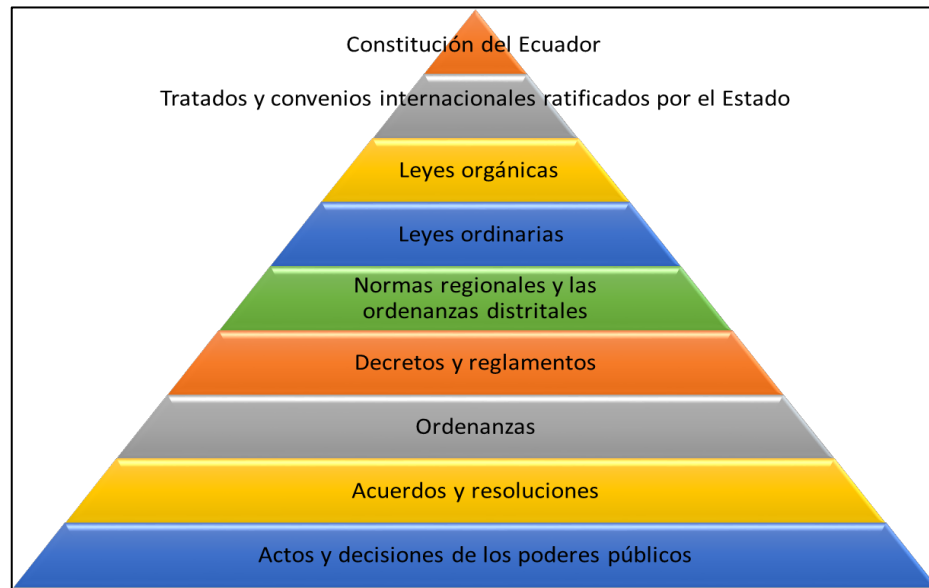 Constitución del Ecuador
Tratados y convenios internacionales ratificados por el Estado
Leyes orgánicas
Leyes ordinarias
Normas regionales y las
ordenanzas distritales
Decretos y reglamentos
Ordenanzas
Acuerdos y resoluciones
Actos y decisiones de los poderes públicos